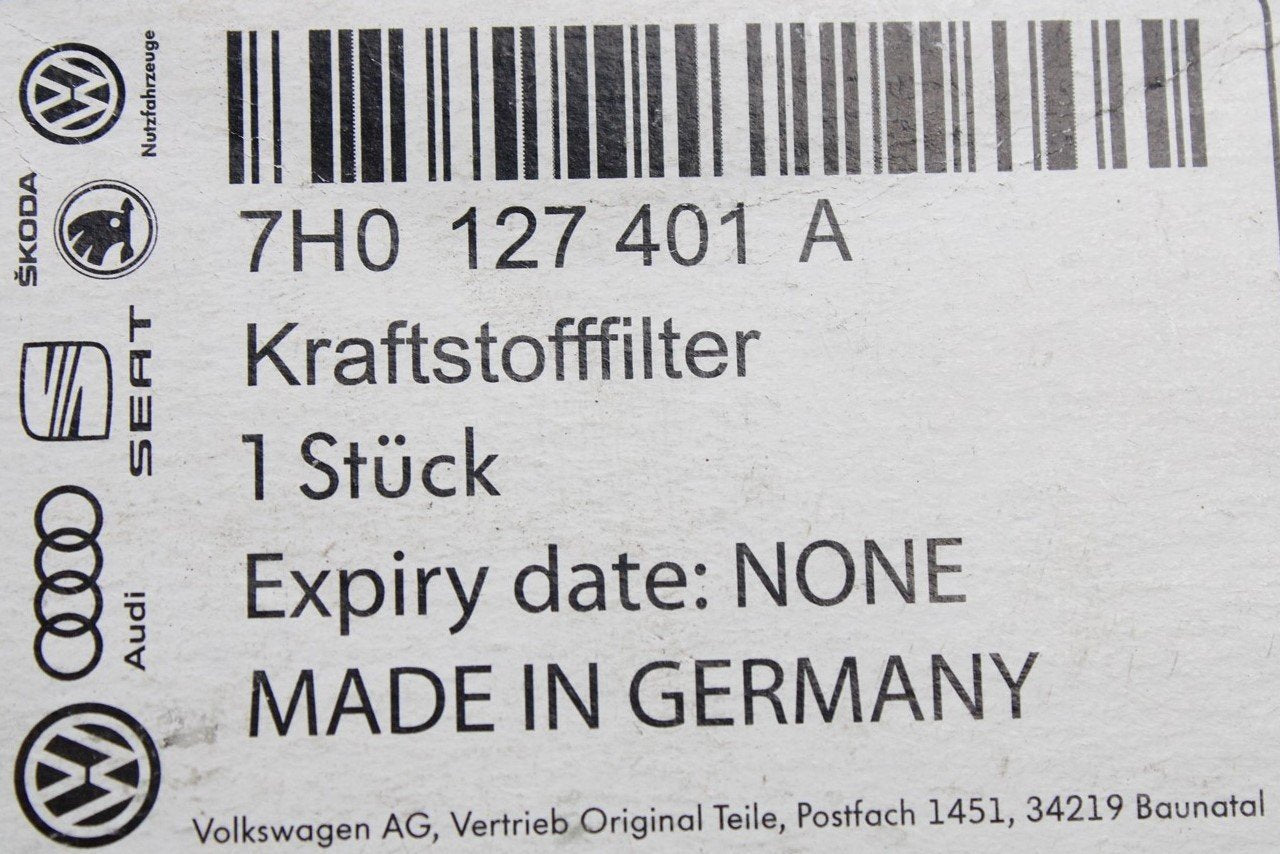 Nutzfahrzeuge
ŠKODA
SEAT
Audi
7H0 127 401 A
Kraftstofffilter
1 Stück
Expiry date: NONE
MADE IN GERMANY
Volkswagen AG, Vertrieb Original Teile, Postfach 1451, 34219 Baunatal